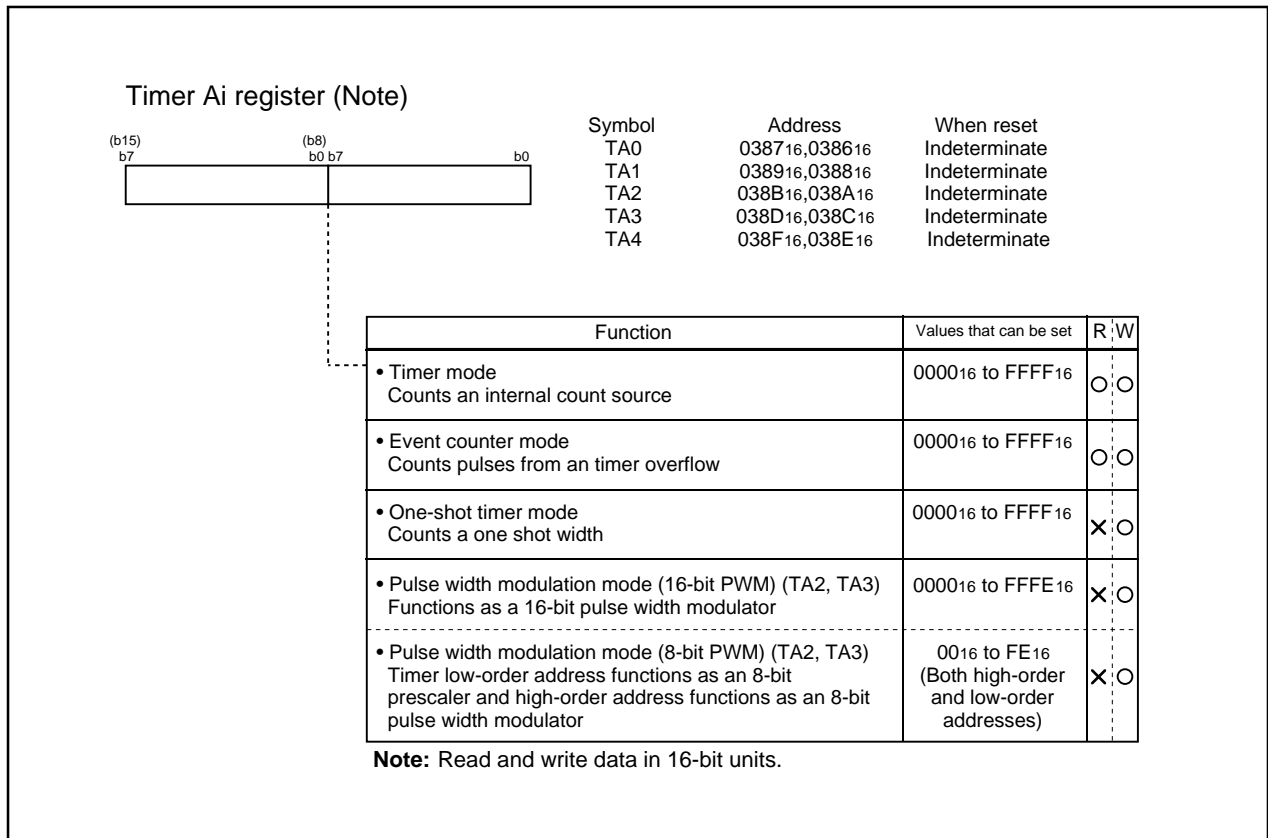 Timer Ai register (Note)
(b15) (b8)
b7 b0 b7 b0
Symbol Address When reset
TA0 038716,038616 Indeterminate
TA1 038916,038816 Indeterminate
TA2 038B16,038A16 Indeterminate
TA3 038D16,038C16 Indeterminate
TA4 038F16,038E16 Indeterminate
Function Values that can be set R W
• Timer mode 000016 to FFFF16
Counts an internal count source
• Event counter mode 000016 to FFFF16
Counts pulses from an timer overflow
• One-shot timer mode 000016 to FFFF16
Counts a one shot width
• Pulse width modulation mode (16-bit PWM) (TA2, TA3) 000016 to FFFE16
Functions as a 16-bit pulse width modulator
• Pulse width modulation mode (8-bit PWM) (TA2, TA3) 0016 to FE16
Timer low-order address functions as an 8-bit (Both high-order
prescaler and high-order address functions as an 8-bit and low-order
pulse width modulator addresses)
Note: Read and write data in 16-bit units.